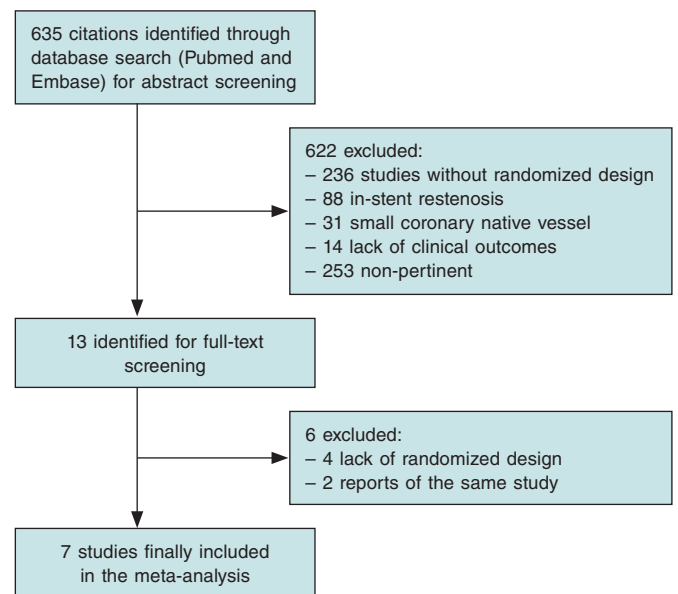 635 citations identified through
database search (Pubmed and
Embase) for abstract screening
622 excluded:
– 236 studies without randomized design
– 88 in-stent restenosis
– 31 small coronary native vessel
– 14 lack of clinical outcomes
– 253 non-pertinent
13 identified for full-text
screening
6 excluded:
– 4 lack of randomized design
– 2 reports of the same study
7 studies finally included
in the meta-analysis